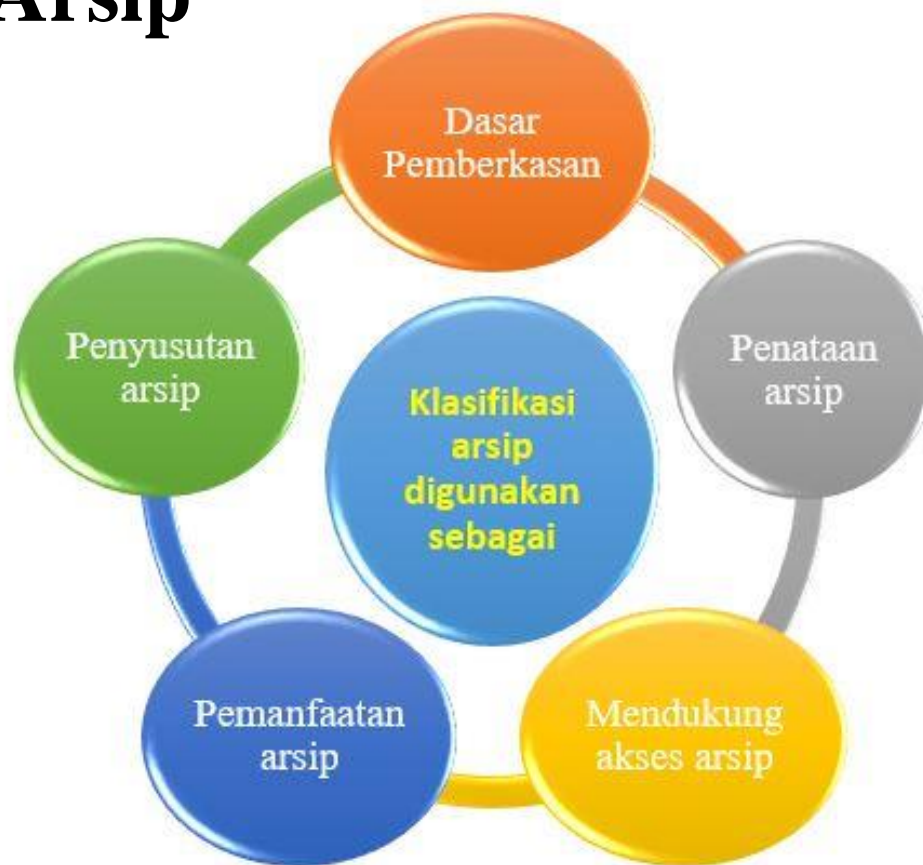 Arsip
Dasar
Pemberkasan
Penataan
arsip
Mendukung
akses arsip
Pemanfaatan
arsip
Penyusutan
arsip
Klasifikasi
arsip
digunakan
sebagai